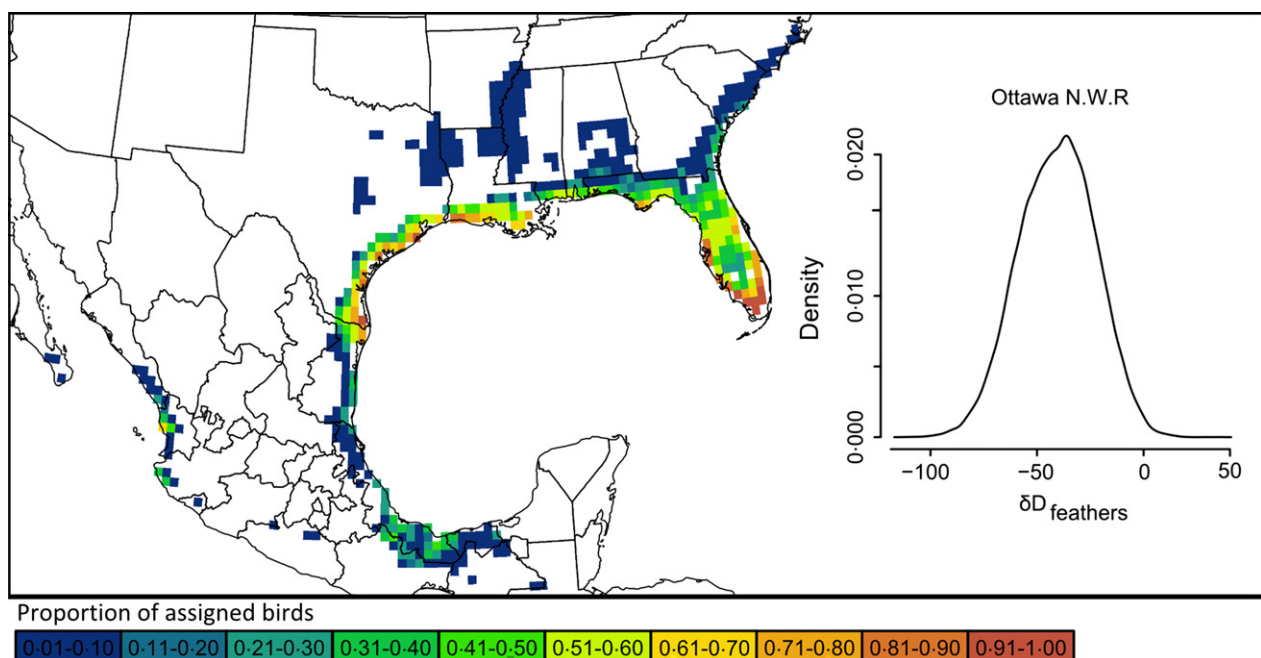 Ottawa N.W.R
Density
0.000
0.010
0.020
−100
−50
0
50
δD feathers
Proportion of assigned birds
0·01-0·10 0·11-0·20 0·21-0·30 0·31-0·40 0·41-0·50 0·51-0·60 0·61-0·70 0·71-0·80 0·81-0·90 0·91-1·00